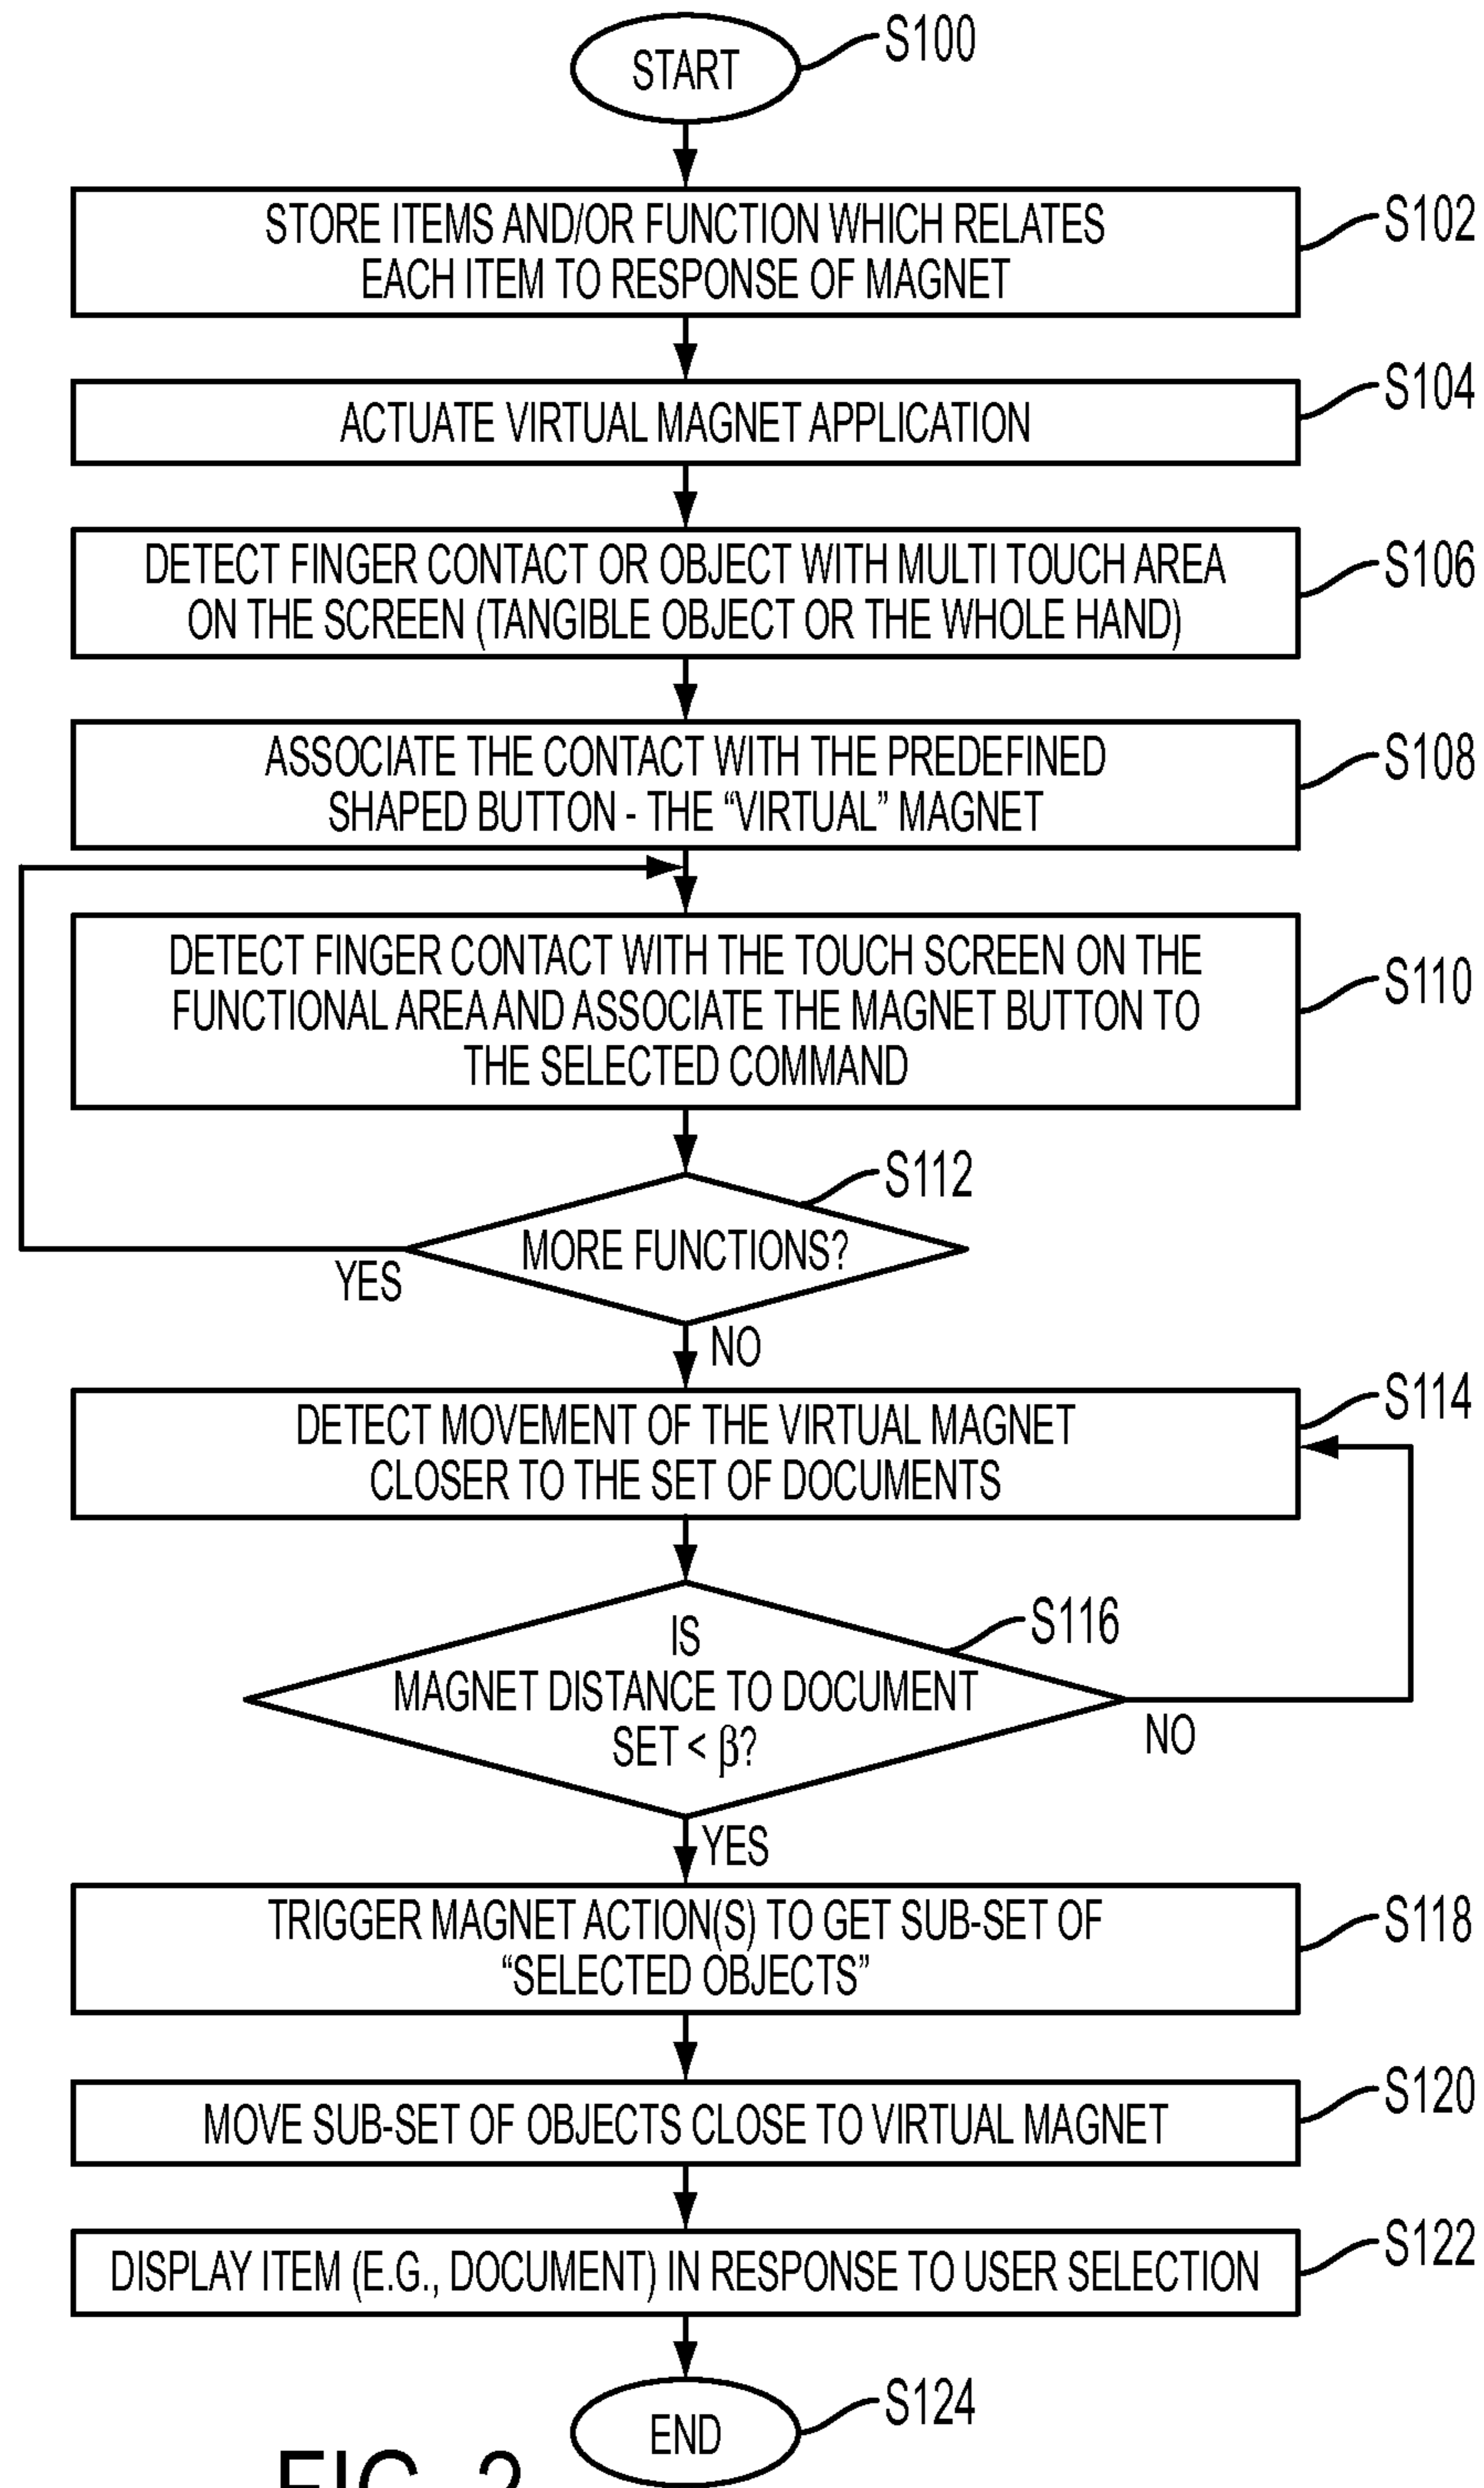 START
S100
STORE ITEMS AND/OR FUNCTION WHICH RELATES
EACH ITEM TO RESPONSE OF MAGNET
S102
ACTUATE VIRTUAL MAGNET APPLICATION
S104
DETECT FINGER CONTACT OR OBJECT WITH MULTI TOUCH AREA
ON THE SCREEN (TANGIBLE OBJECT OR THE WHOLE HAND)
S106
ASSOCIATE THE CONTACT WITH THE PREDEFINED
SHAPED BUTTON - THE “VIRTUAL” MAGNET
S108
DETECT FINGER CONTACT WITH THE TOUCH SCREEN ON THE
FUNCTIONAL AREA AND ASSOCIATE THE MAGNET BUTTON TO
THE SELECTED COMMAND
S110
MORE FUNCTIONS?
S112
YES
NO
DETECT MOVEMENT OF THE VIRTUAL MAGNET
CLOSER TO THE SET OF DOCUMENTS
S114
IS
MAGNET DISTANCE TO DOCUMENT
SET < β?
S116
NO
YES
TRIGGER MAGNET ACTION(S) TO GET SUB-SET OF
“SELECTED OBJECTS”
S118
MOVE SUB-SET OF OBJECTS CLOSE TO VIRTUAL MAGNET
S120
DISPLAY ITEM (E.G., DOCUMENT) IN RESPONSE TO USER SELECTION
S122
END
S124
FIG. 2